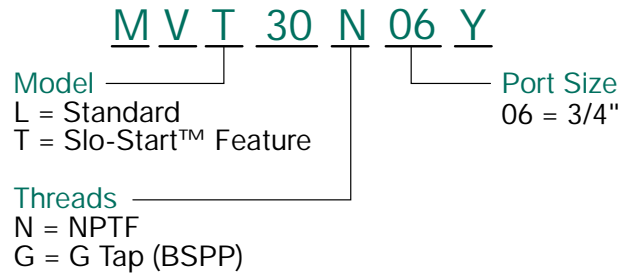 M V T 30 N 06 Y
Model
L = Standard
T = Slo-Start™ Feature
Port Size
06 = 3/4"
Threads
N = NPTF
G = G Tap (BSPP)